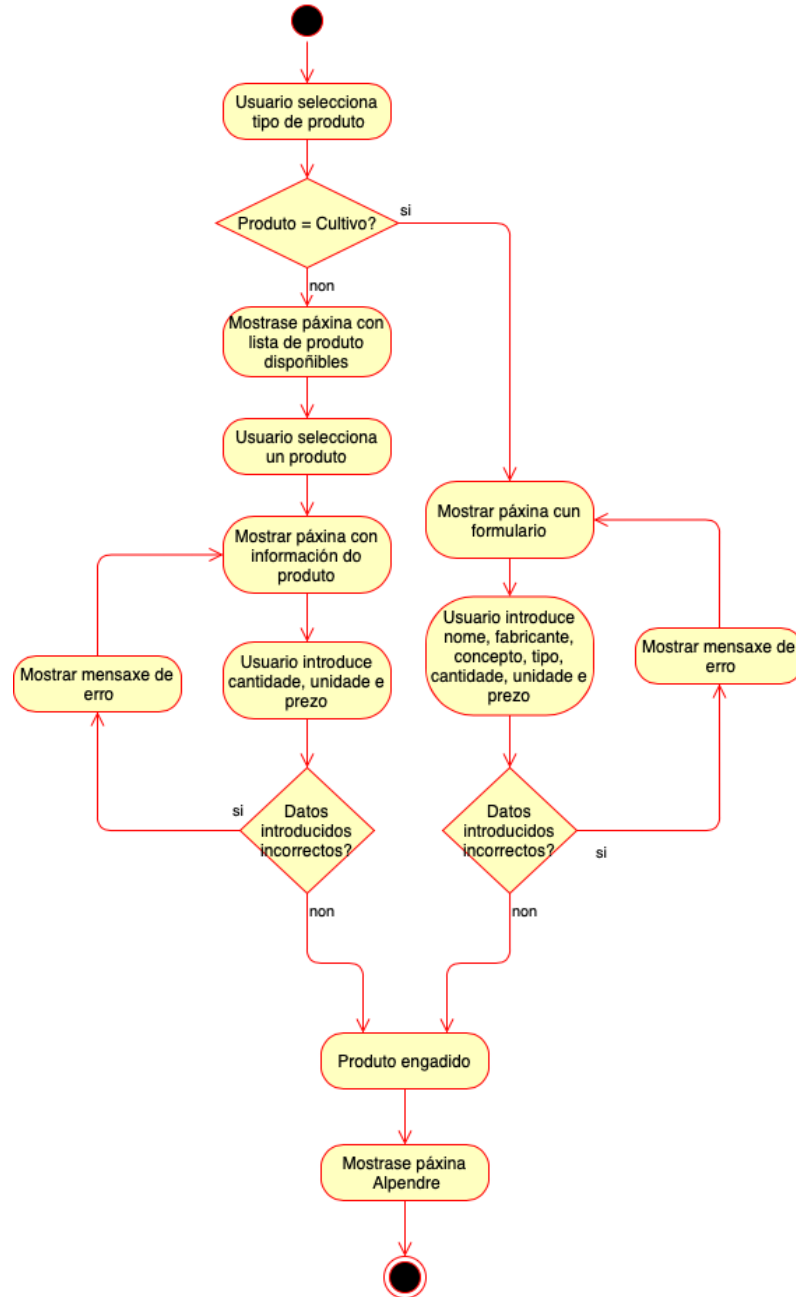 Usuario selecciona
tipo de produto
Produto = Cultivo?
si
non
Mostrase páxina con
lista de produto
dispoñibles
Usuario selecciona
un produto
Mostrar páxina con
información do
produto
Usuario introduce
cantidade, unidade e
prezo
Mostrar mensaxe de
erro
si
Datos
introducidos
incorrectos?
non
Mostrar páxina cun
formulario
Usuario introduce
nome, fabricante,
concepto, tipo,
cantidade, unidade e
prezo
Mostrar mensaxe de
erro
Datos
introducidos
incorrectos?
si
non
Produto engadido
Mostrase páxina
Alpendre